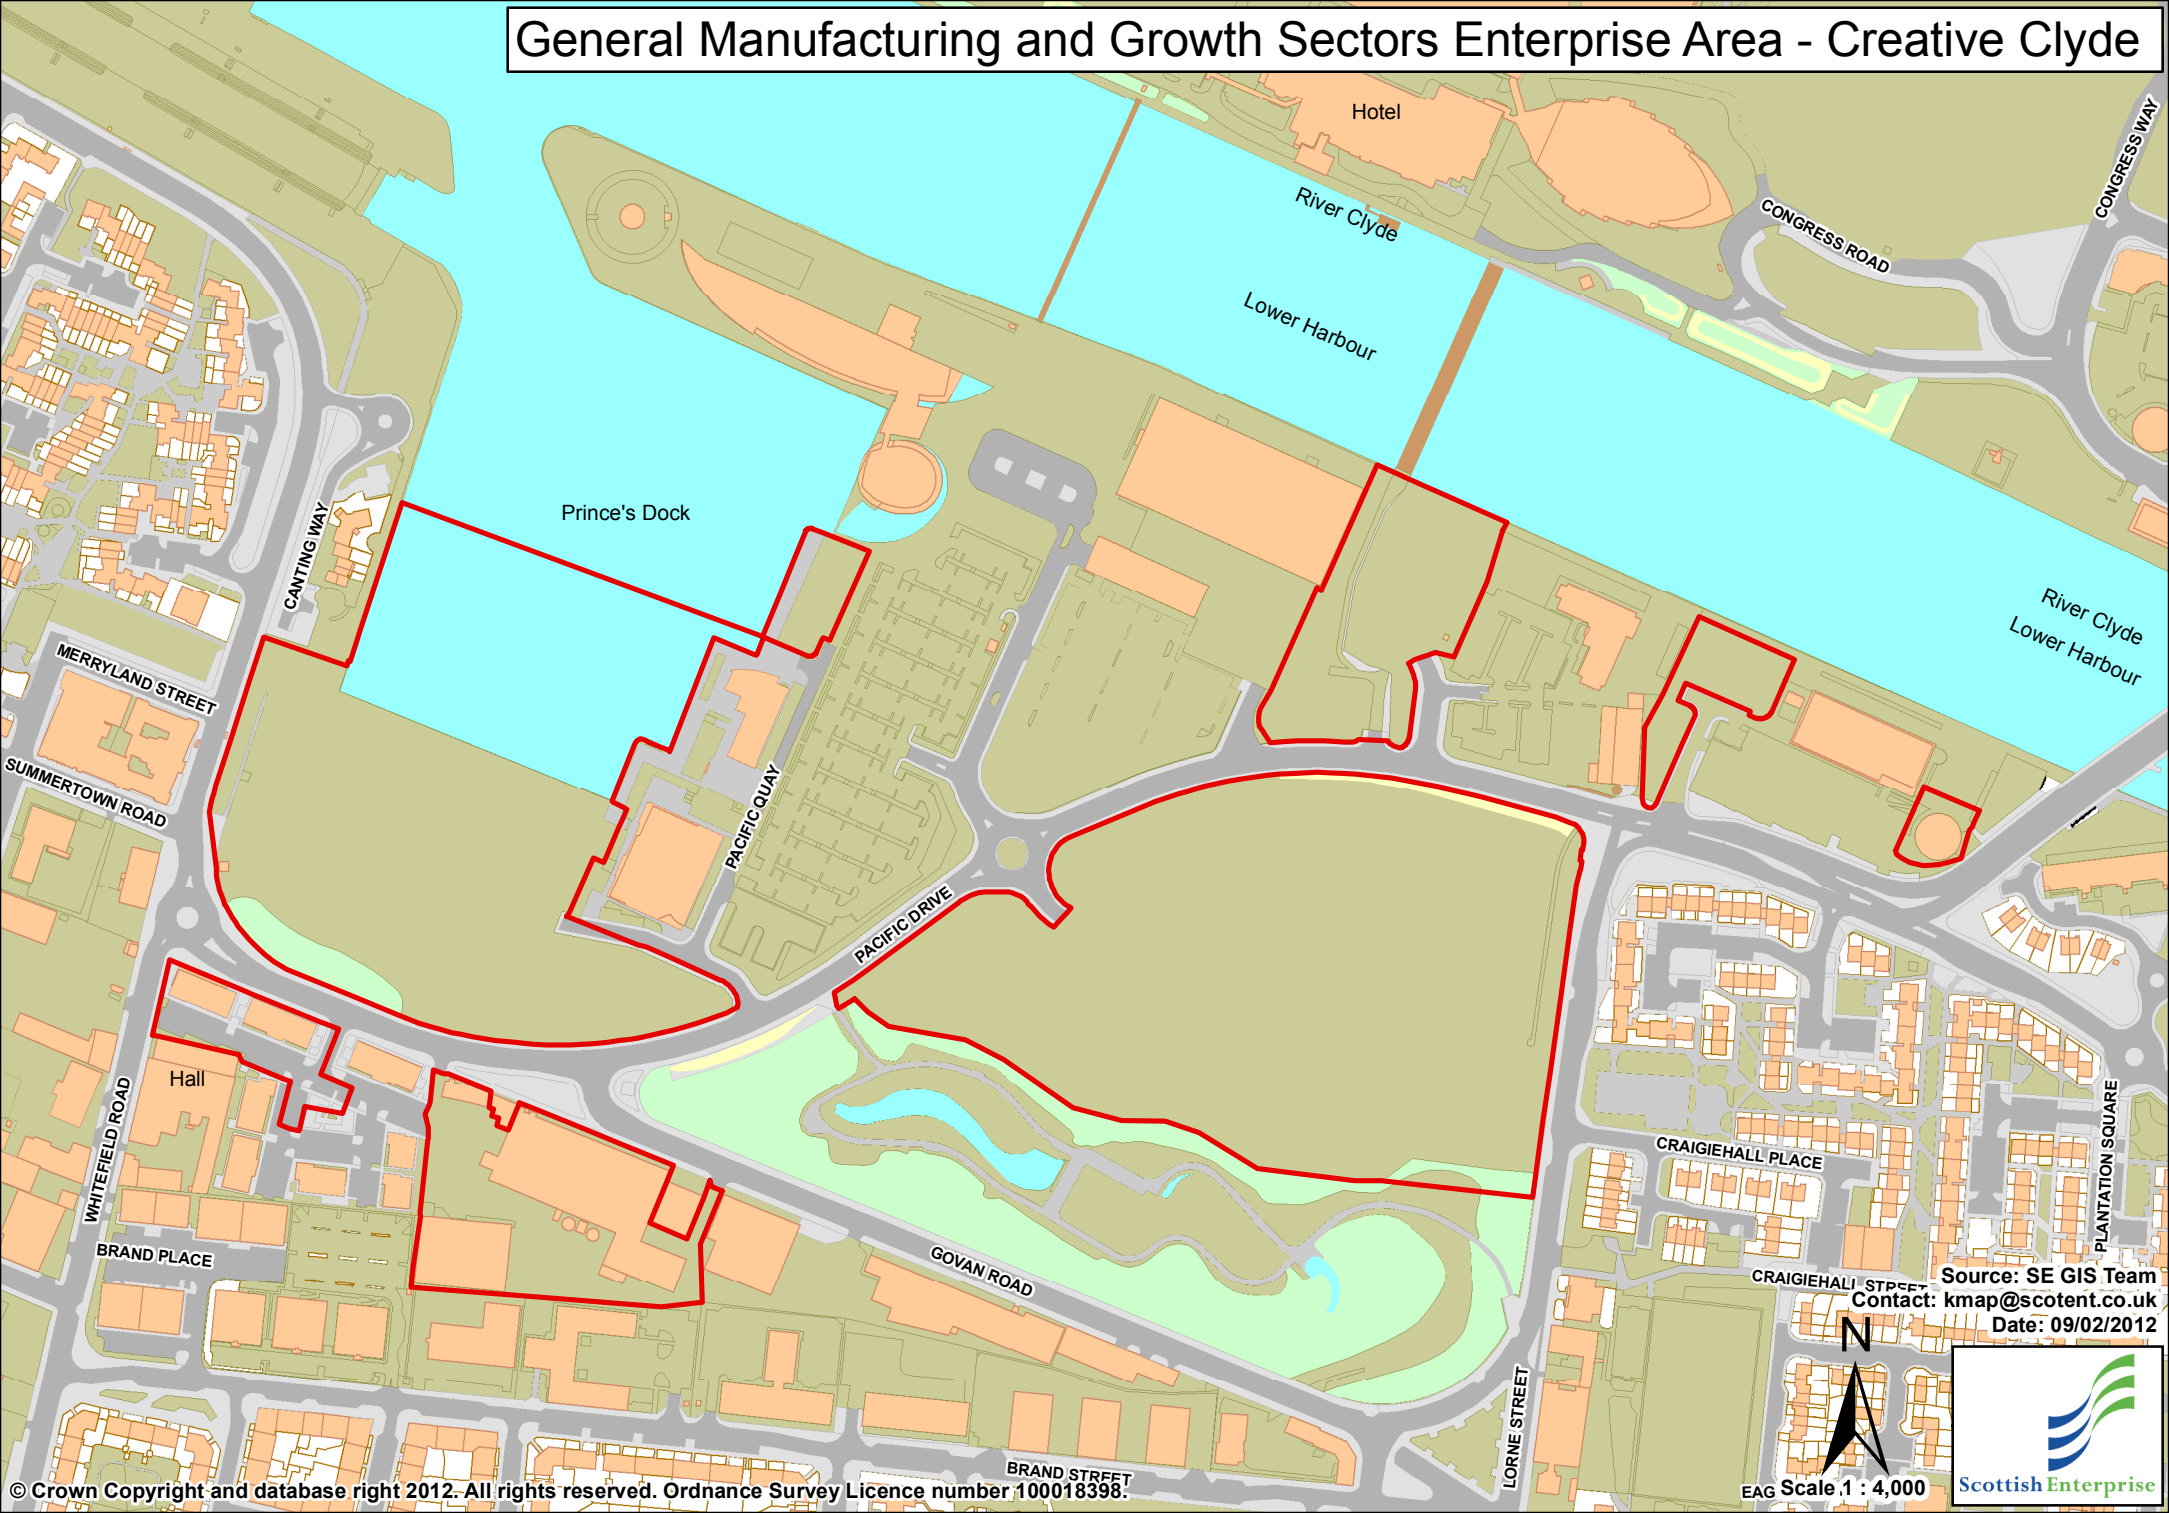 General Manufacturing and Growth Sectors Enterprise Area - Creative Clyde
Hotel
CONGRESS WAY
River Clyde
CONGRESS ROAD
Lower Harbour
Prince's Dock
CANTING WAY
River Clyde
Lower Harbour
MERRYLAND STREET
SUMMERTOWN ROAD
PACIFIC QUAY
PACIFIC DRIVE
Hall
WHITEFIELD ROAD
PLANTATION SQUARE
CRAIGIEHALL PLACE
BRAND PLACE
GOVAN ROAD
CRAIGIEHALL STREET
Source: SE GIS Team
Contact: kmap@scotent.co.uk
Date: 09/02/2012
N
LORNE STREET
BRAND STREET
© Crown Copyright and database right 2012. All rights reserved. Ordnance Survey Licence number 100018398.
EAG
Scale 1 : 4,000
Scottish Enterprise